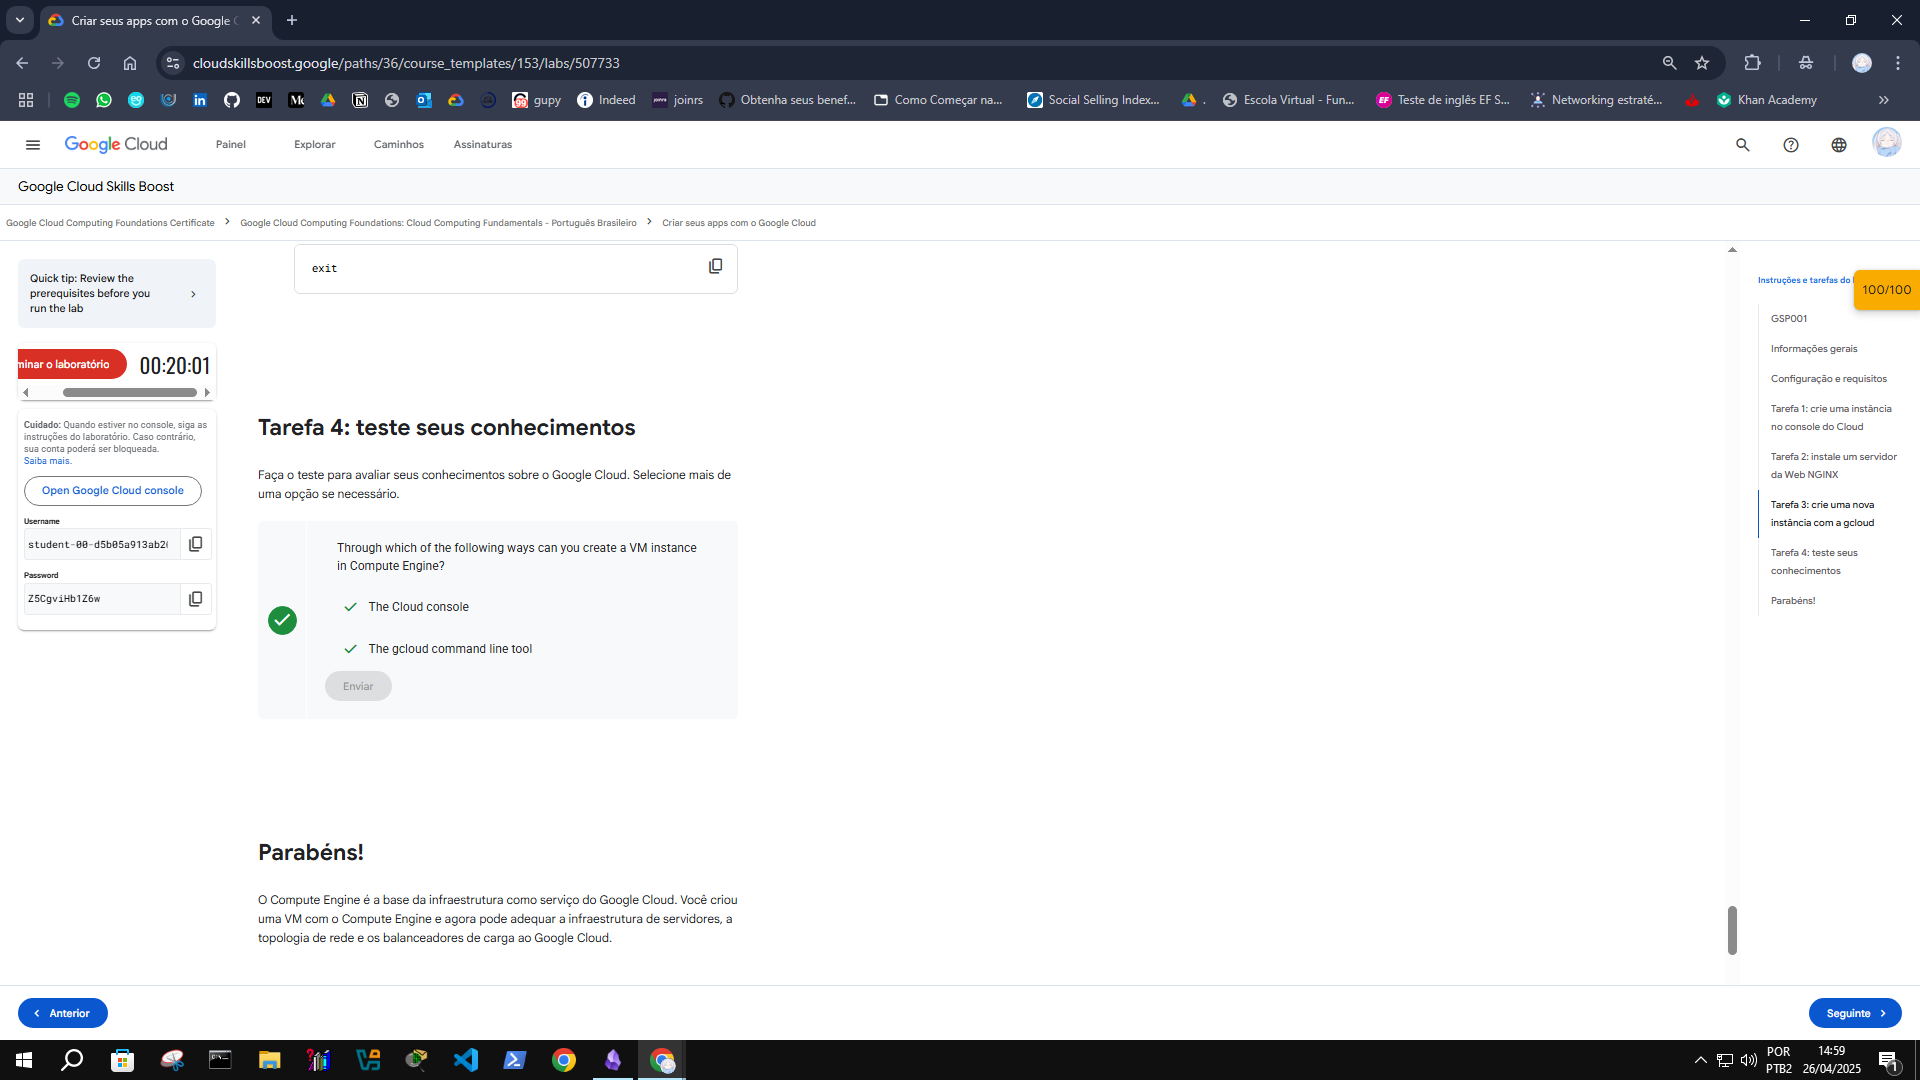 Criar seus apps com o Google C
cloudskillsboost.google/paths/36/course_templates/153/labs/507733
gupy
Indeed
joinrs
Obtenha seus benef...
Como Começar na...
Social Selling Index...
.
Escola Virtual - Fun...
Teste de inglês EF S...
Networking estraté...
Khan Academy
Google Cloud
Painel
Explorar
Caminhos
Assinaturas
Google Cloud Skills Boost
Google Cloud Computing Foundations Certificate
Google Cloud Computing Foundations: Cloud Computing Fundamentals - Português Brasileiro
Criar seus apps com o Google Cloud
Quick tip: Review the
prerequisites before you
run the lab
minar o laboratório
00:20:01
Cuidado: Quando estiver no console, siga as
instruções do laboratório. Caso contrário,
sua conta poderá ser bloqueada.
Saiba mais.
Open Google Cloud console
Username
student-00-d5b05a913ab2
Password
Z5CgviHb1Z6w
exit
Tarefa 4: teste seus conhecimentos
Faça o teste para avaliar seus conhecimentos sobre o Google Cloud. Selecione mais de
uma opção se necessário.
Through which of the following ways can you create a VM instance
in Compute Engine?
The Cloud console
The gcloud command line tool
Enviar
Parabéns!
O Compute Engine é a base da infraestrutura como serviço do Google Cloud. Você criou
uma VM com o Compute Engine e agora pode adequar a infraestrutura de servidores, a
topologia de rede e os balanceadores de carga ao Google Cloud.
Instruções e tarefas do
100/100
GSP001
Informações gerais
Configuração e requisitos
Tarefa 1: crie uma instância
no console do Cloud
Tarefa 2: instale um servidor
da Web NGINX
Tarefa 3: crie uma nova
instância com a gcloud
Tarefa 4: teste seus
conhecimentos
Parabéns!
Anterior
Seguinte
POR
PTB2
14:59
26/04/2025
1